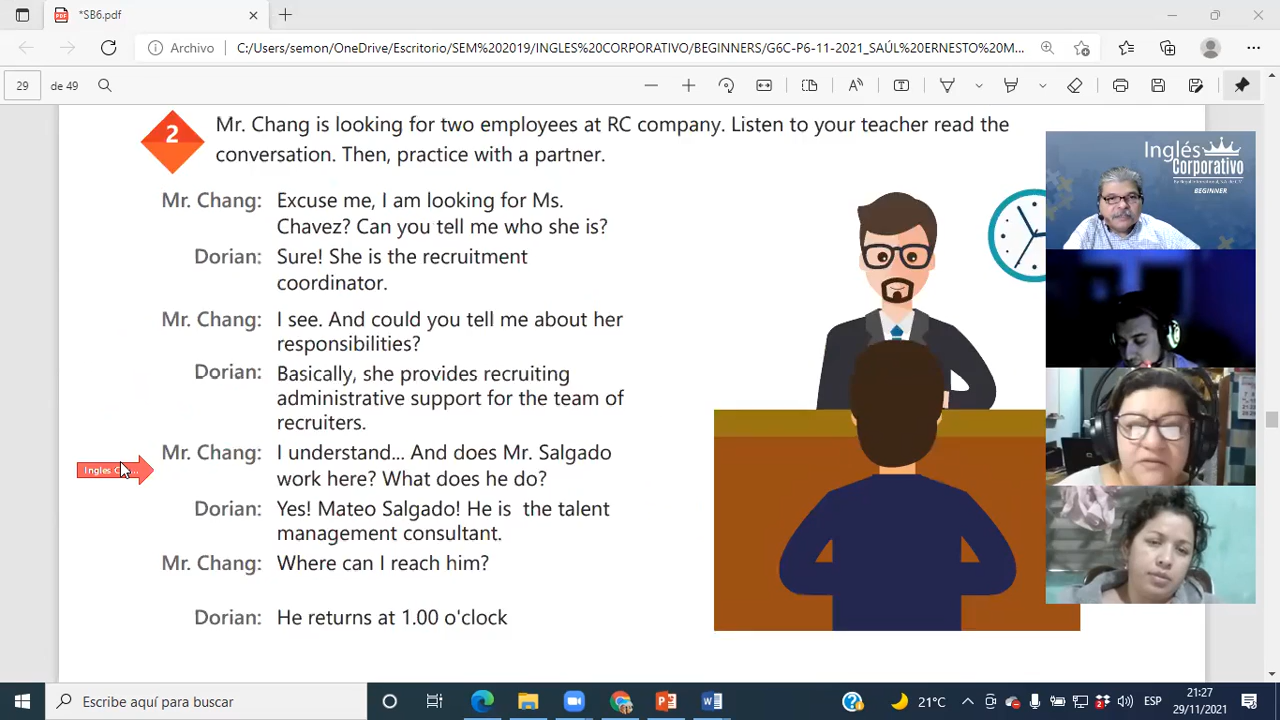 *SB6.pdf
Archivo
C:/Users/semon/OneDrive/Escritorio/SEM%202019/INGLES%20CORPORATIVO/BEGINNERS/G6C-P6-11-2021_SAÚL%20ERNESTO%20M...
29 de 49
2
Mr. Chang is looking for two employees at RC company. Listen to your teacher read the
conversation. Then, practice with a partner.
Mr. Chang: Excuse me, I am looking for Ms.
Chavez? Can you tell me who she is?
Dorian: Sure! She is the recruitment
coordinator.
Mr. Chang: I see. And could you tell me about her
responsibilities?
Dorian: Basically, she provides recruiting
administrative support for the team of
recruiters.
Mr. Chang: I understand... And does Mr. Salgado
work here? What does he do?
Dorian: Yes! Mateo Salgado! He is the talent
management consultant.
Mr. Chang: Where can I reach him?
Dorian: He returns at 1.00 o'clock
Ingles
Inglés
Corporativo
BEGINNER
Escribe aquí para buscar
21°C
ESP
21:27
29/11/2021